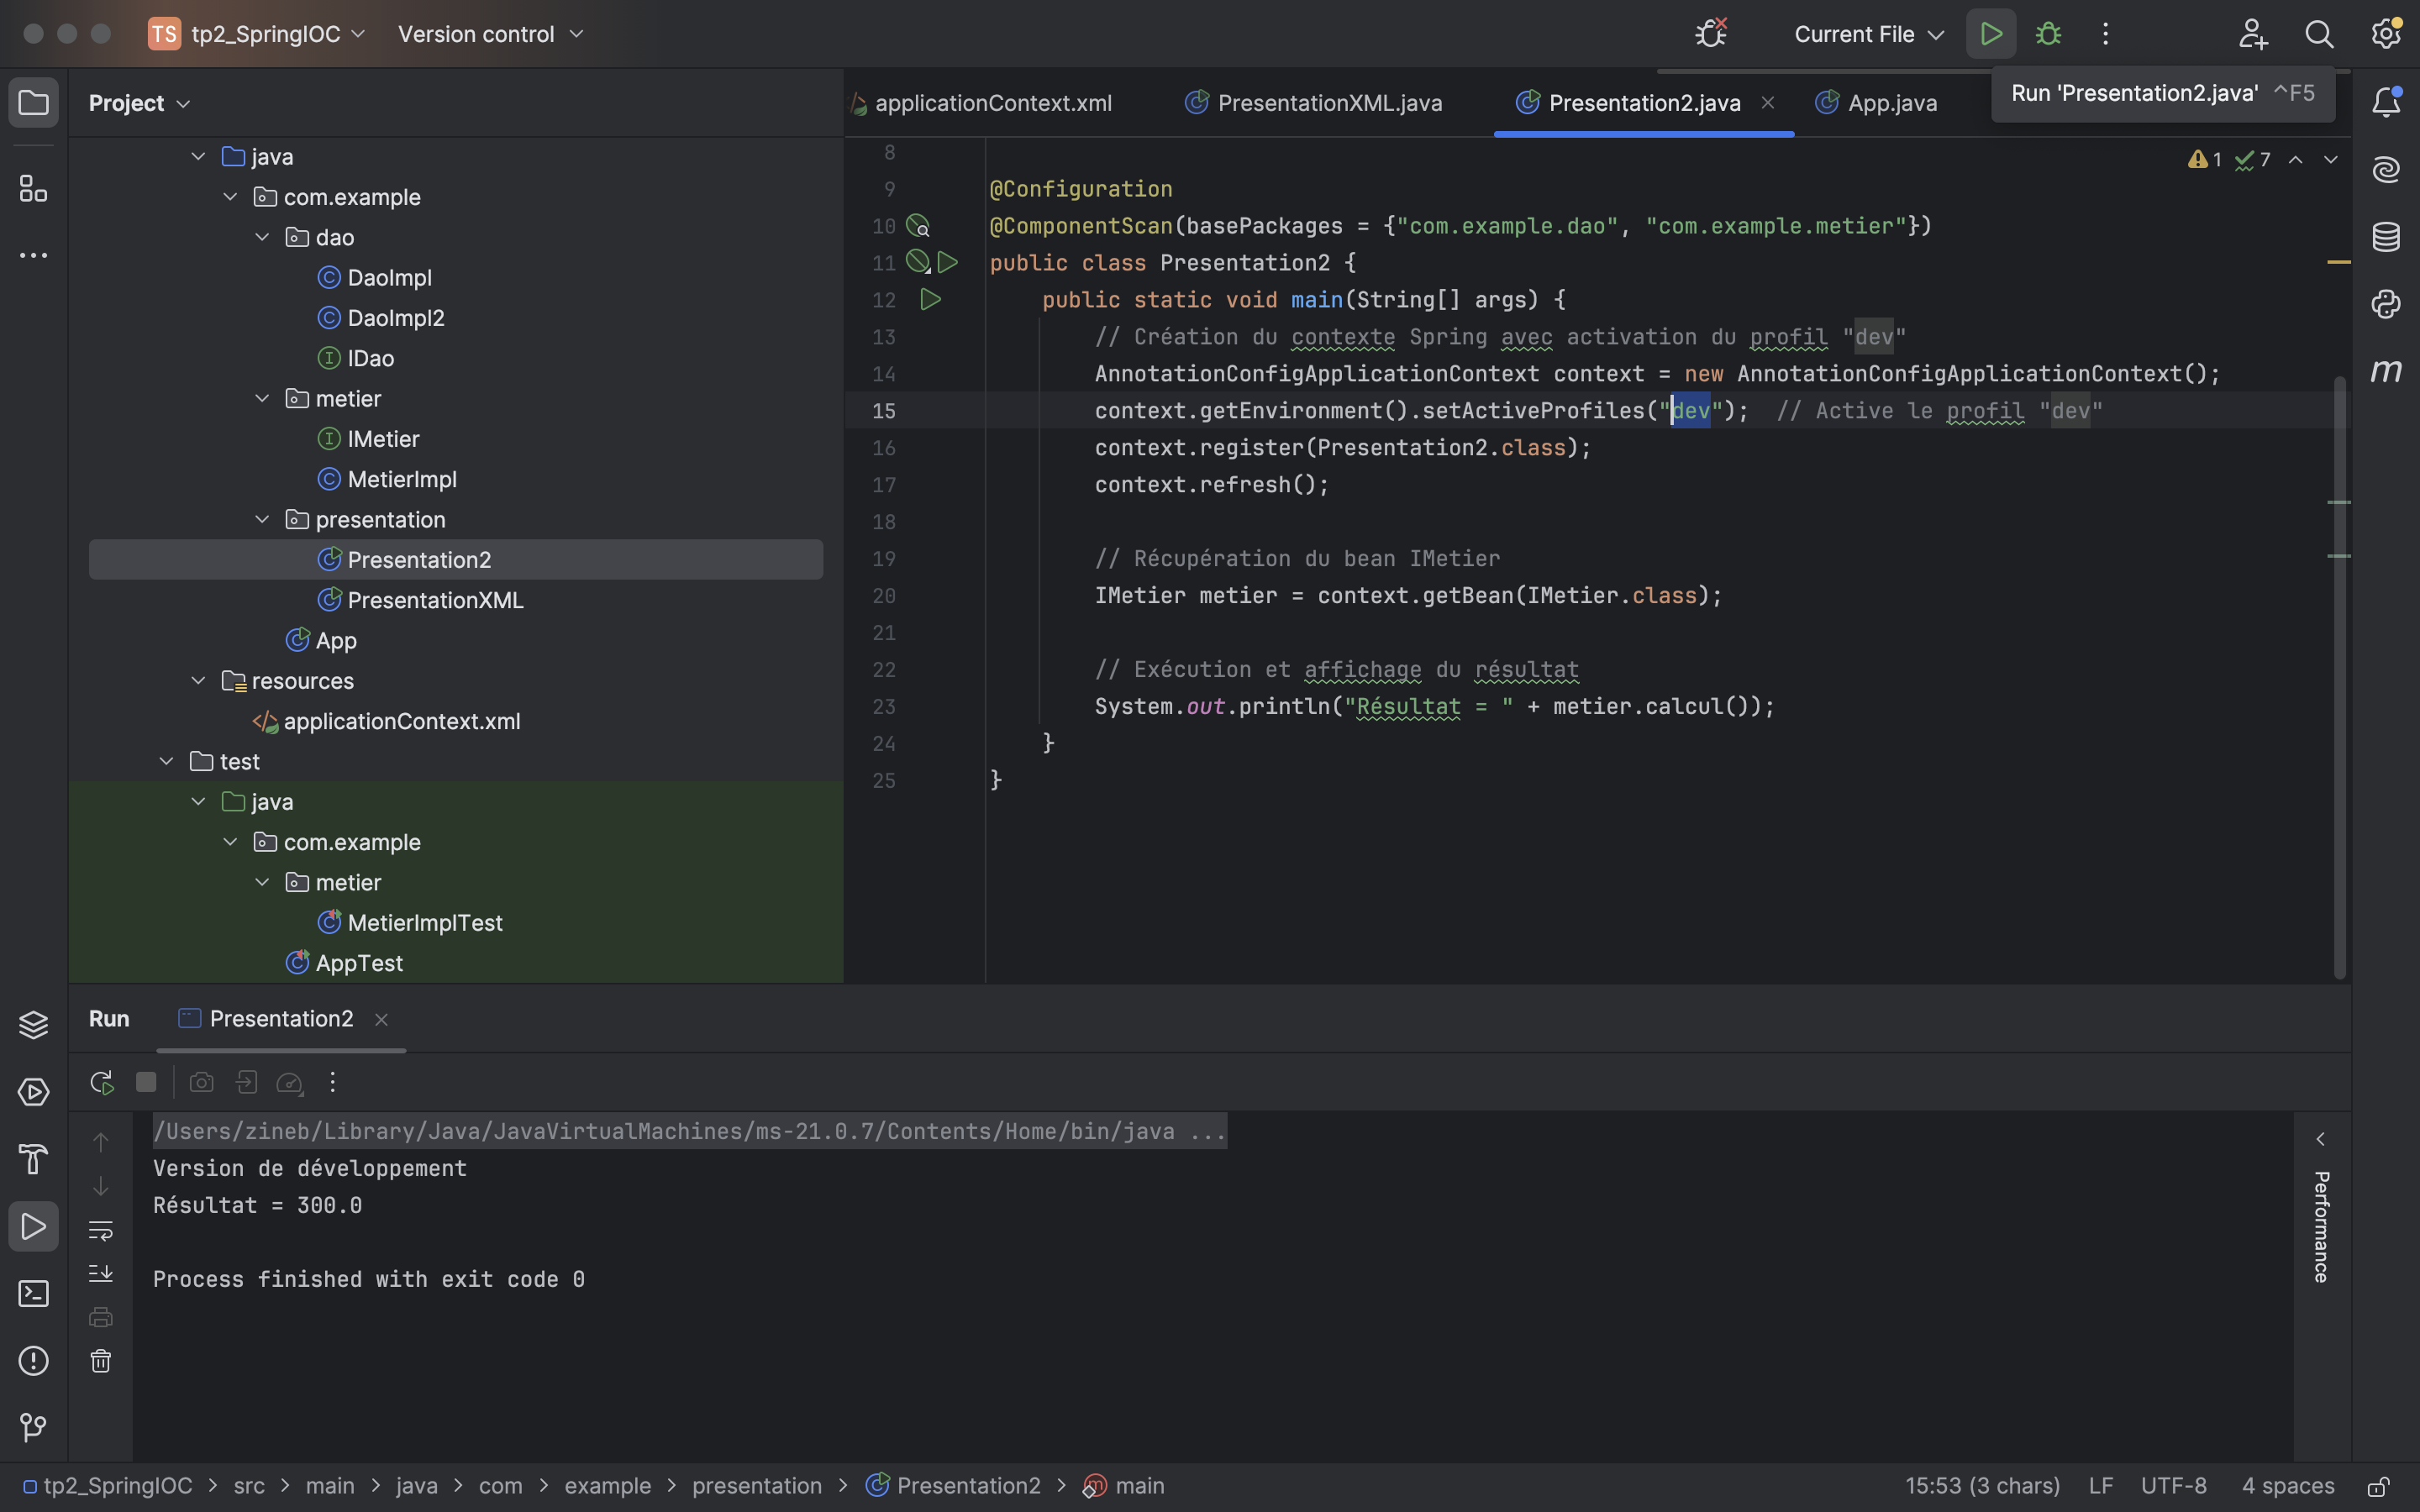 TS tp2_SpringIOC Version control Current File
Project
applicationContext.xml PresentationXML.java Presentation2.java App.java
Run 'Presentation2.java' ^F5
java
com.example
dao
DaoImpl
DaoImpl2
IDao
metier
IMetier
MetierImpl
presentation
Presentation2
PresentationXML
App
resources
applicationContext.xml
test
java
com.example
metier
MetierImplTest
AppTest
1 7
8
9 @Configuration
10 @ComponentScan(basePackages = {"com.example.dao", "com.example.metier"})
11 public class Presentation2 {
12 public static void main(String[] args) {
13 // Création du contexte Spring avec activation du profil "dev"
14 AnnotationConfigApplicationContext context = new AnnotationConfigApplicationContext();
15 context.getEnvironment().setActiveProfiles("dev"); // Active le profil "dev"
16 context.register(Presentation2.class);
17 context.refresh();
18
19 // Récupération du bean IMetier
20 IMetier metier = context.getBean(IMetier.class);
21
22 // Exécution et affichage du résultat
23 System.out.println("Résultat = " + metier.calcul());
24 }
25 }
Run Presentation2
/Users/zineb/Library/Java/JavaVirtualMachines/ms-21.0.7/Contents/Home/bin/java ...
Version de développement
Résultat = 300.0
Process finished with exit code 0
Performance
tp2_SpringIOC > src > main > java > com > example > presentation > Presentation2 > main
15:53 (3 chars) LF UTF-8 4 spaces